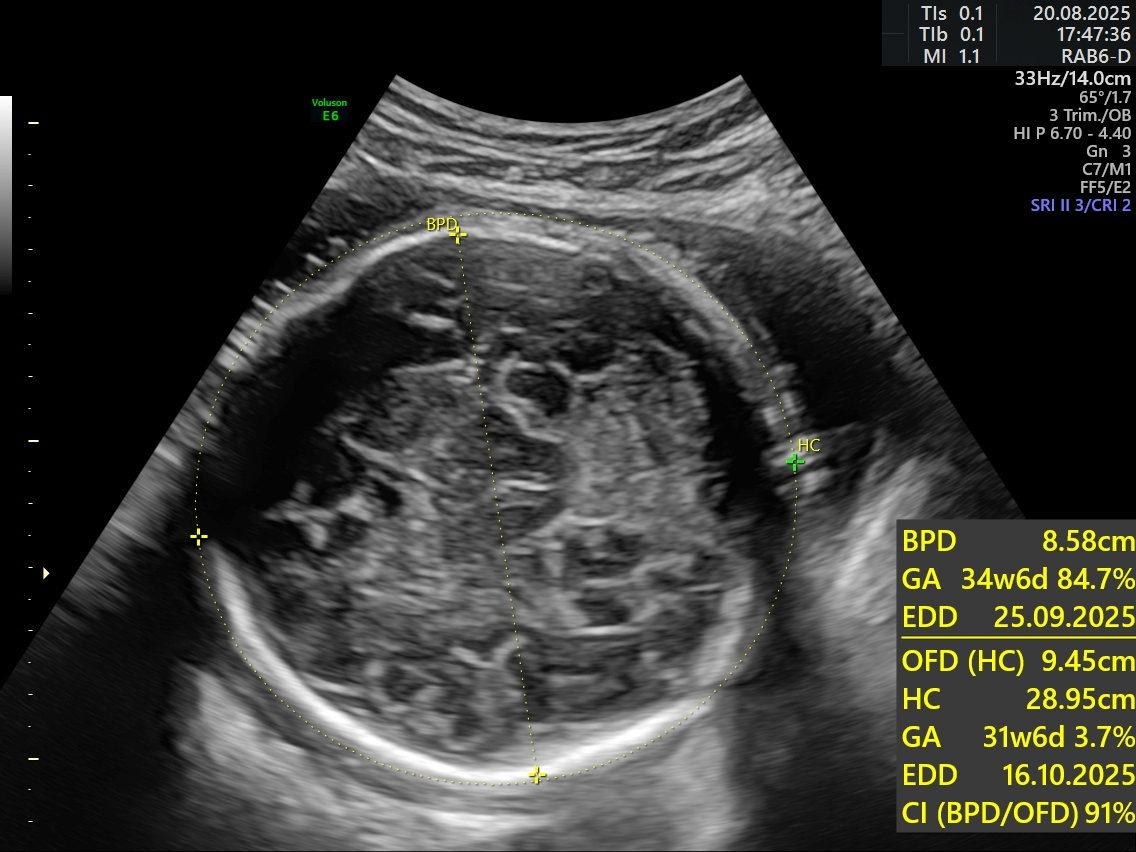 TIs 0.1 20.08.2025
TIb 0.1 17:47:36
MI 1.1 RAB6-D
33Hz/14.0cm
65°/1.7
3 Trim./OB
HI P 6.70 - 4.40
Gn 3
C7/M1
FF5/E2
SRI II 3/CRI 2
Voluson
E6
BPD
HC
BPD 8.58cm
GA 34w6d 84.7%
EDD 25.09.2025
OFD (HC) 9.45cm
HC 28.95cm
GA 31w6d 3.7%
EDD 16.10.2025
CI (BPD/OFD) 91%